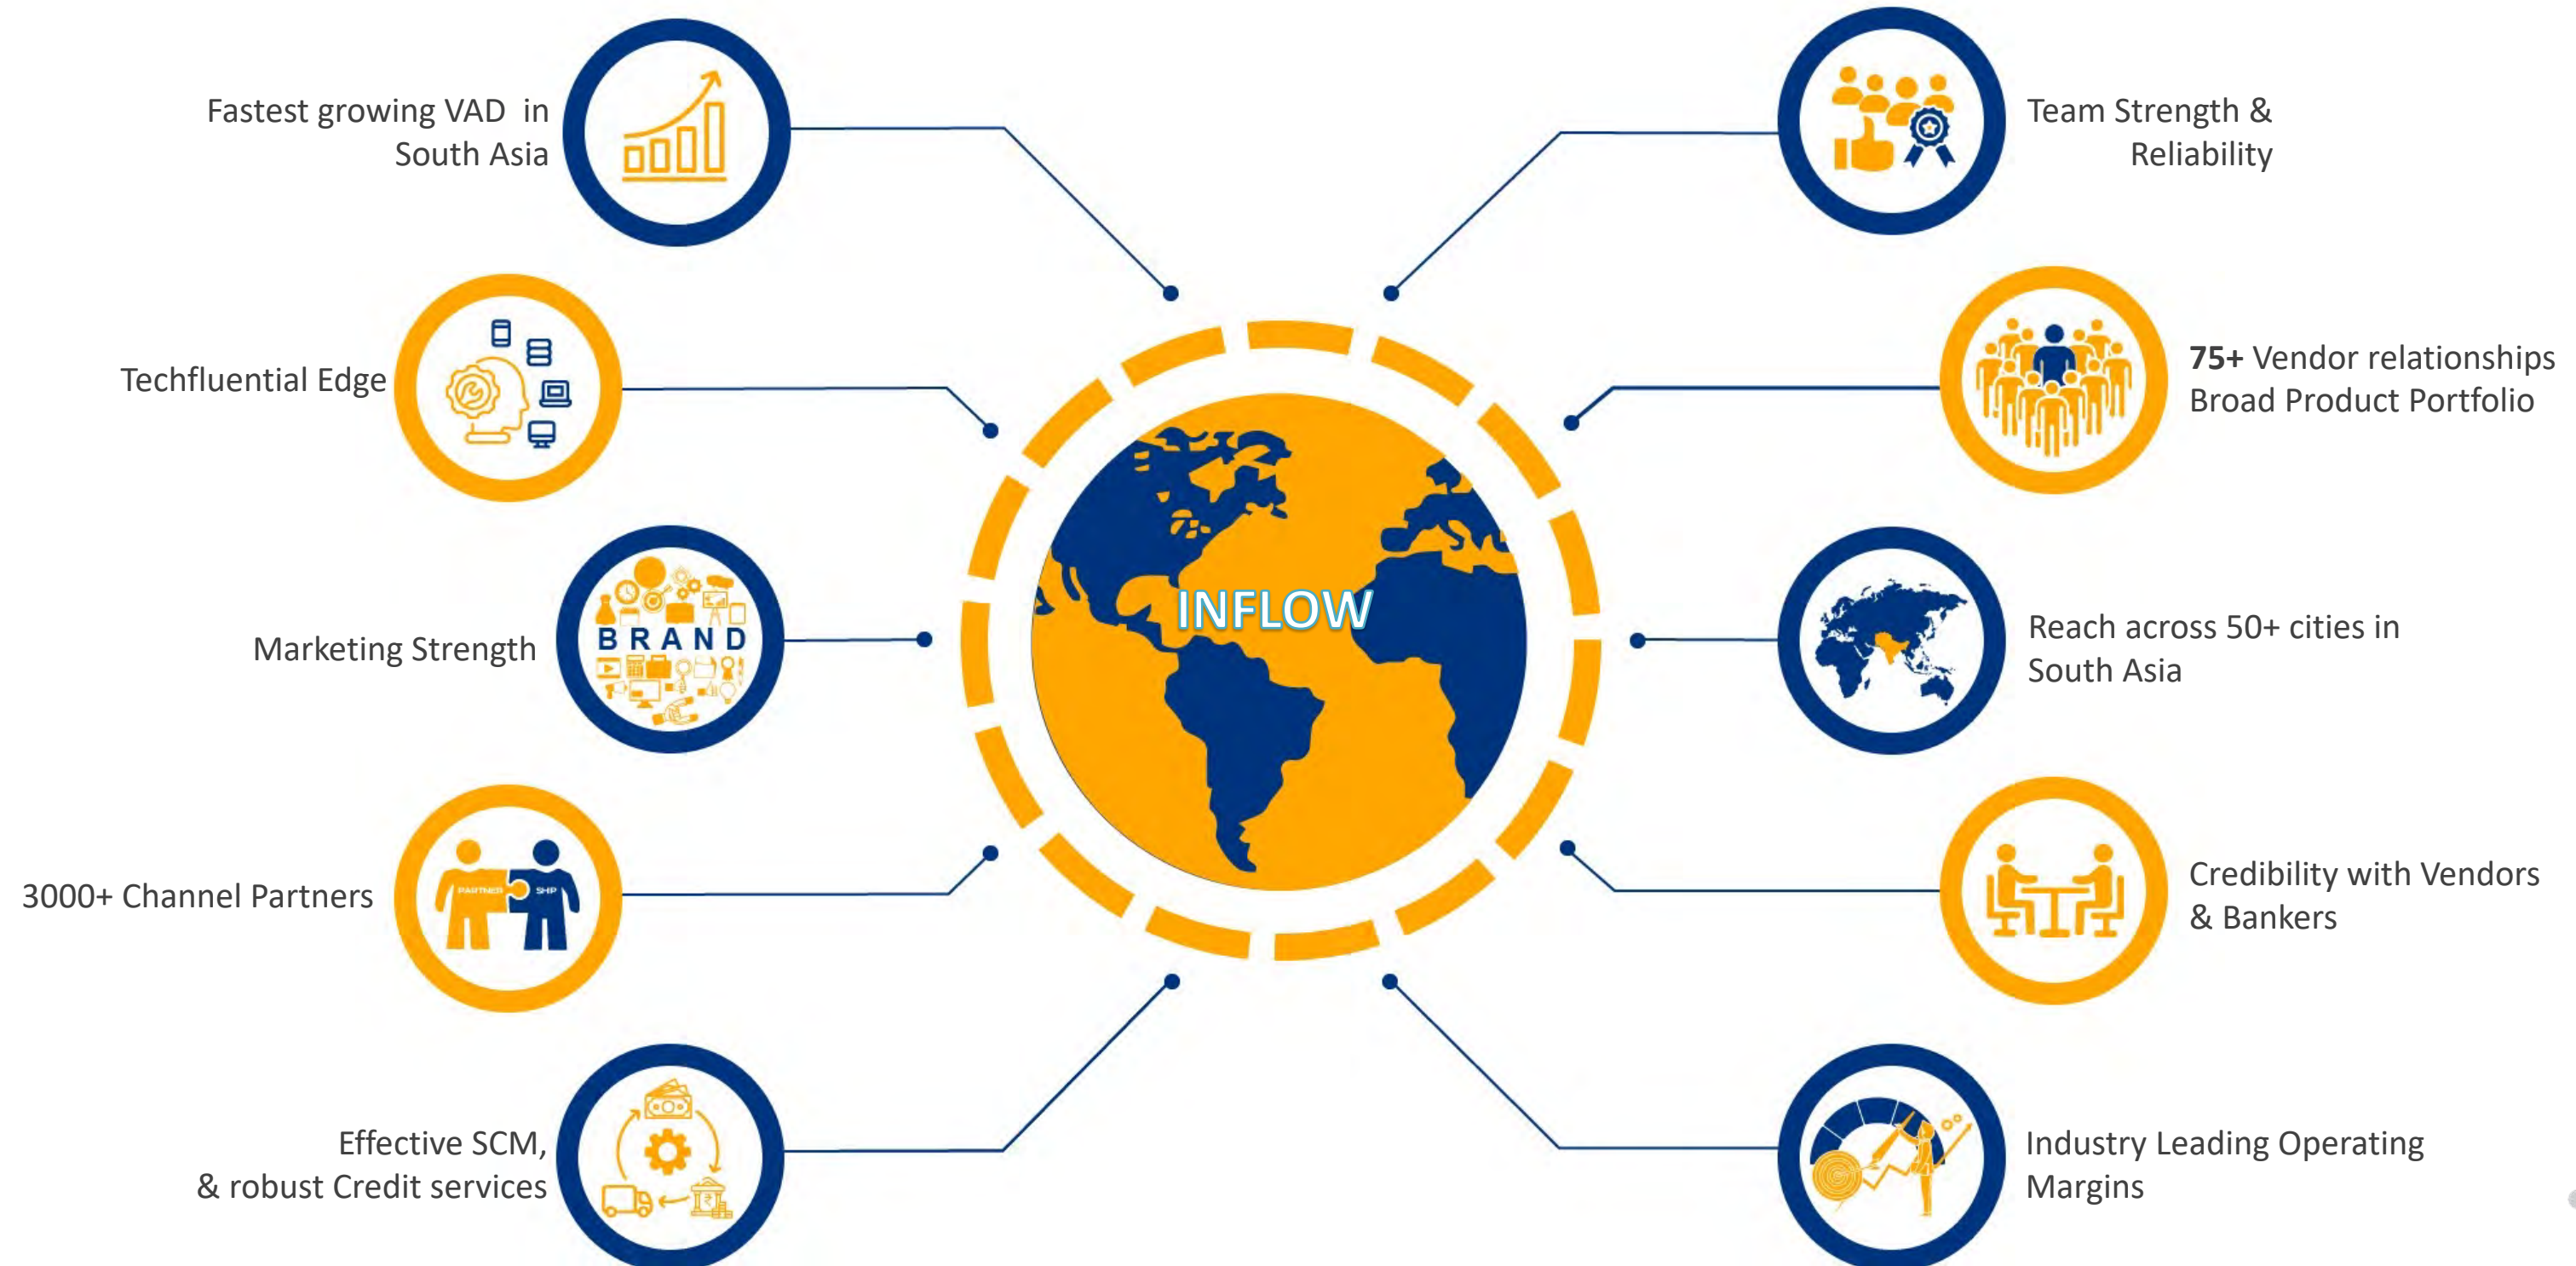 Fastest growing VAD in
South Asia
Techfluential Edge
BRAND
Marketing Strength
PARTNER
SHIP
3000+ Channel Partners
Effective SCM,
& robust Credit services
₹
INFLOW
Team Strength &
Reliability
75+ Vendor relationships
Broad Product Portfolio
Reach across 50+ cities in
South Asia
Credibility with Vendors
& Bankers
Industry Leading Operating
Margins